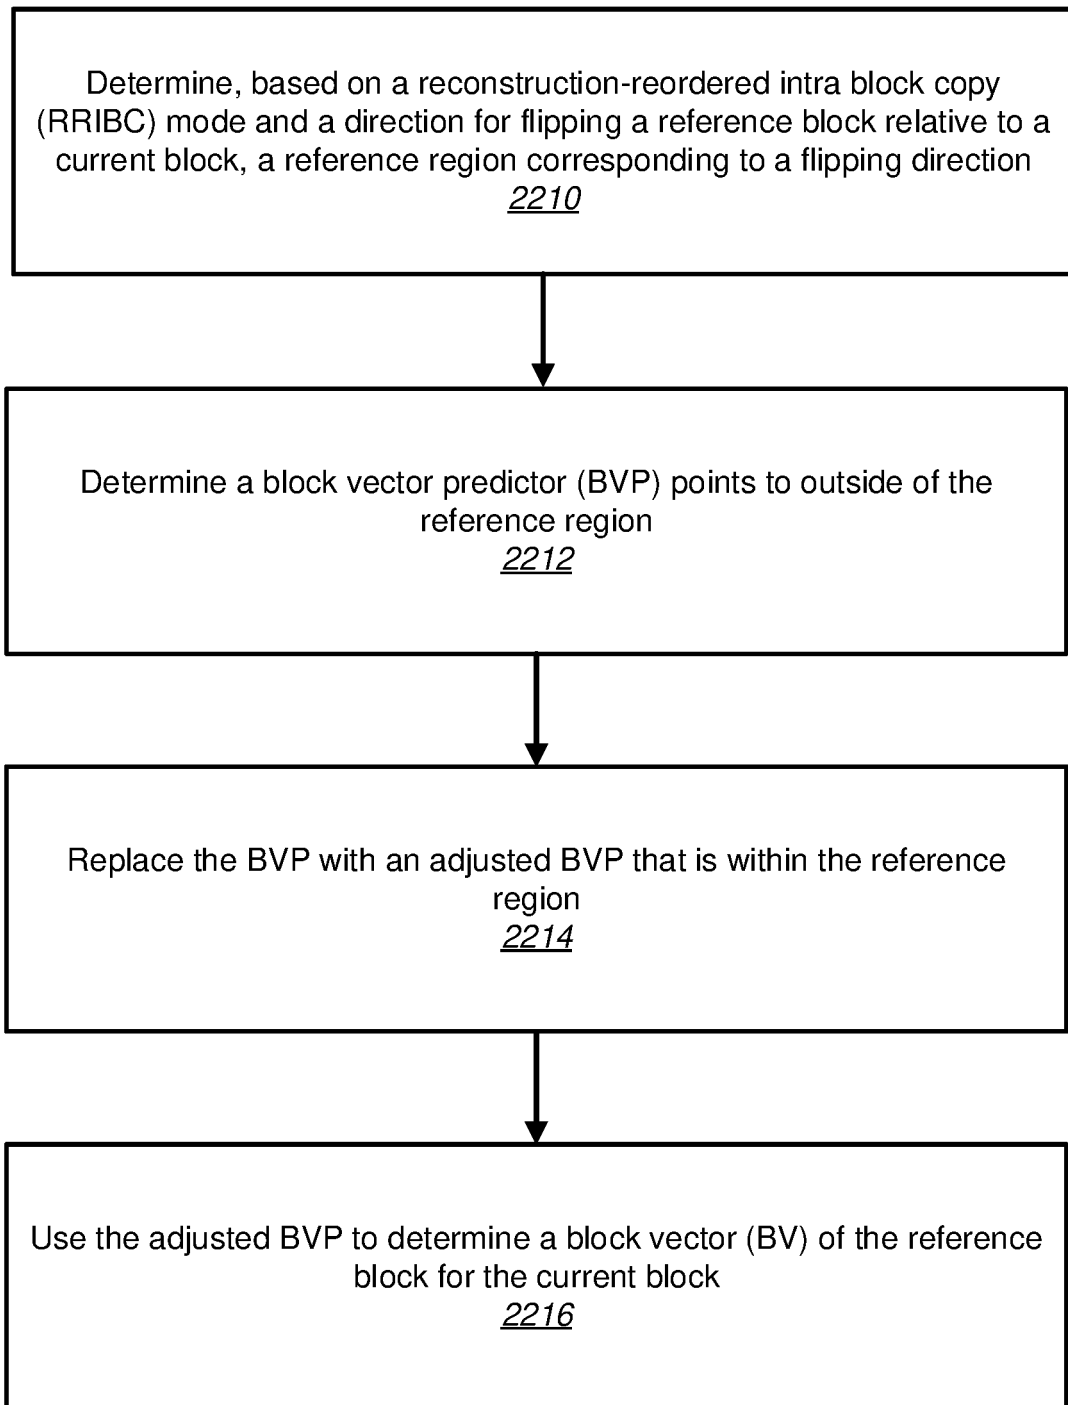 Determine, based on a reconstruction-reordered intra block copy
(RRIBC) mode and a direction for flipping a reference block relative to a
current block, a reference region corresponding to a flipping direction
2210
Determine a block vector predictor (BVP) points to outside of the
reference region
2212
Replace the BVP with an adjusted BVP that is within the reference
region
2214
Use the adjusted BVP to determine a block vector (BV) of the reference
block for the current block
2216